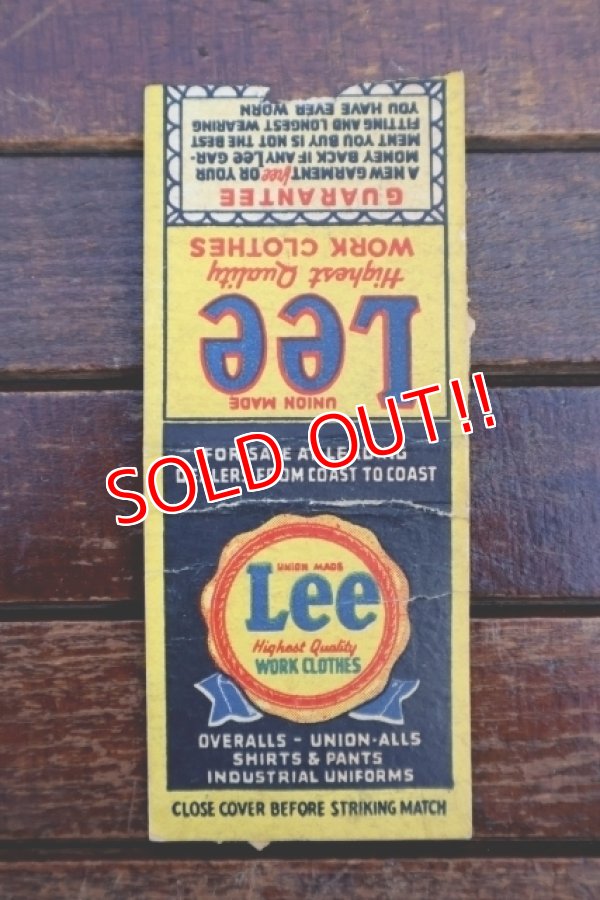 GUARANTEE
A NEW GARMENT free OR YOUR
MONEY BACK IF ANY Lee GAR-
MENT YOU BUY IS NOT THE BEST
FITTING AND LONGEST WEARING
YOU HAVE EVER WORN
UNION MADE
Lee
Highest Quality
WORK CLOTHES
SOLD OUT!!
FOR SALE AT LEADING
DEALERS FROM COAST TO COAST
UNION MADE
Lee
Highest Quality
WORK CLOTHES
OVERALLS - UNION-ALLS
SHIRTS & PANTS
INDUSTRIAL UNIFORMS
CLOSE COVER BEFORE STRIKING MATCH